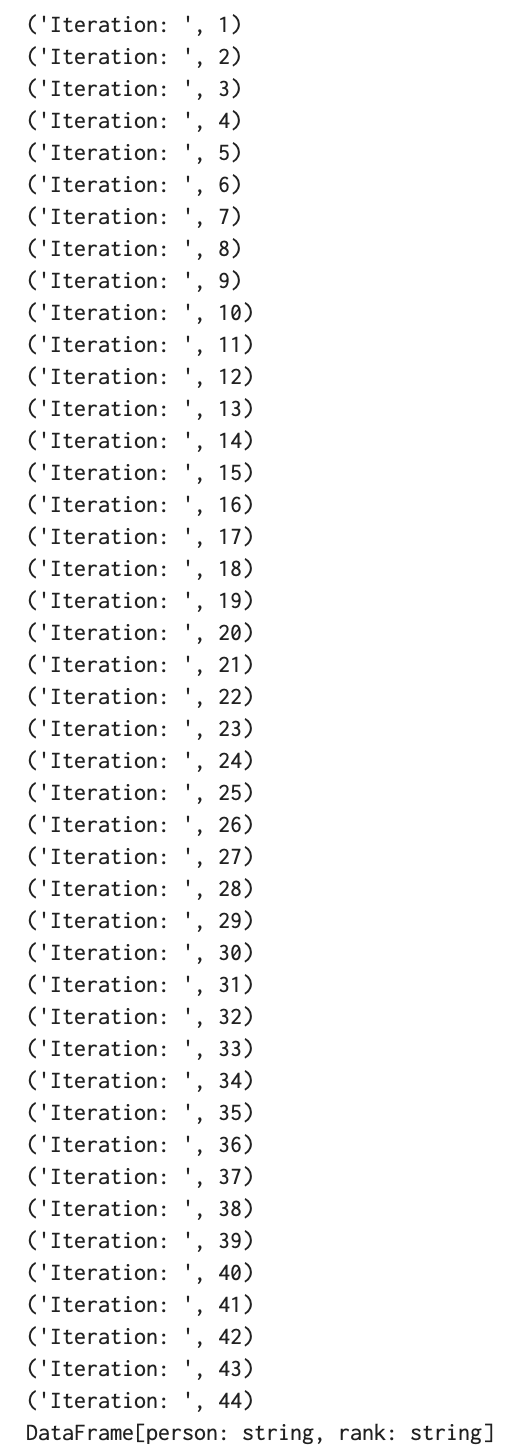 ('Iteration: ', 1)
('Iteration: ', 2)
('Iteration: ', 3)
('Iteration: ', 4)
('Iteration: ', 5)
('Iteration: ', 6)
('Iteration: ', 7)
('Iteration: ', 8)
('Iteration: ', 9)
('Iteration: ', 10)
('Iteration: ', 11)
('Iteration: ', 12)
('Iteration: ', 13)
('Iteration: ', 14)
('Iteration: ', 15)
('Iteration: ', 16)
('Iteration: ', 17)
('Iteration: ', 18)
('Iteration: ', 19)
('Iteration: ', 20)
('Iteration: ', 21)
('Iteration: ', 22)
('Iteration: ', 23)
('Iteration: ', 24)
('Iteration: ', 25)
('Iteration: ', 26)
('Iteration: ', 27)
('Iteration: ', 28)
('Iteration: ', 29)
('Iteration: ', 30)
('Iteration: ', 31)
('Iteration: ', 32)
('Iteration: ', 33)
('Iteration: ', 34)
('Iteration: ', 35)
('Iteration: ', 36)
('Iteration: ', 37)
('Iteration: ', 38)
('Iteration: ', 39)
('Iteration: ', 40)
('Iteration: ', 41)
('Iteration: ', 42)
('Iteration: ', 43)
('Iteration: ', 44)
DataFrame[person: string, rank: string]